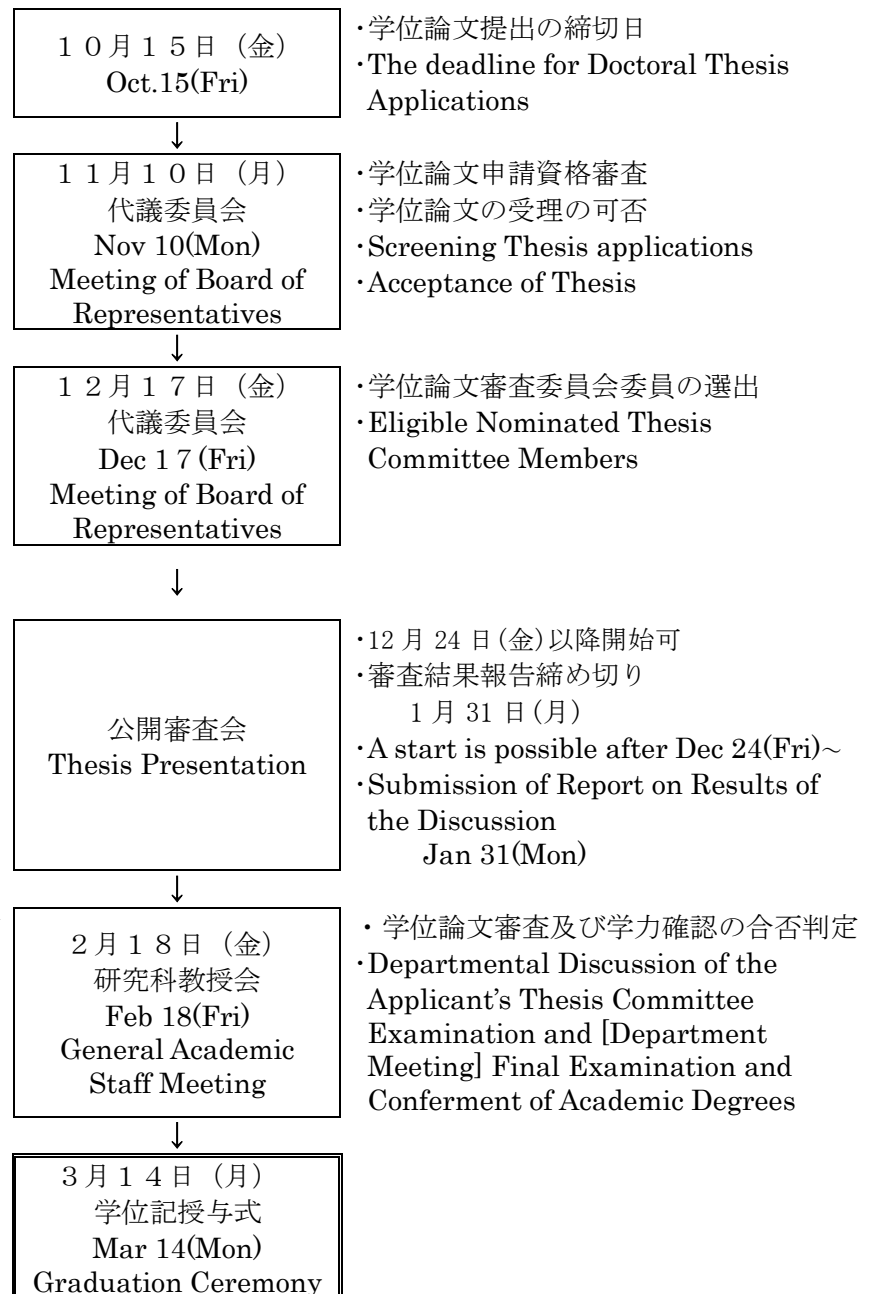 １０月１５日（金）
Oct.15(Fri)
・学位論文提出の締切日
・The deadline for Doctoral Thesis
Applications
↓
１１月１０日（月）
代議委員会
Nov 10(Mon)
Meeting of Board of
Representatives
・学位論文申請資格審査
・学位論文の受理の可否
・Screening Thesis applications
・Acceptance of Thesis
↓
１２月１７日（金）
代議委員会
Dec １７(Fri)
Meeting of Board of
Representatives
・学位論文審査委員会委員の選出
・Eligible Nominated Thesis
Committee Members
↓
公開審査会
Thesis Presentation
・12 月 24 日(金)以降開始可
・審査結果報告締め切り
1 月 31 日(月)
・A start is possible after Dec 24(Fri)~
・Submission of Report on Results of
the Discussion
Jan 31(Mon)
↓
２月１８日（金）
研究科教授会
Feb 18(Fri)
General Academic
Staff Meeting
・学位論文審査及び学力確認の合否判定
・Departmental Discussion of the
Applicant’s Thesis Committee
Examination and [Department
Meeting] Final Examination and
Conferment of Academic Degrees
↓
３月１４日（月）
学位記授与式
Mar 14(Mon)
Graduation Ceremony